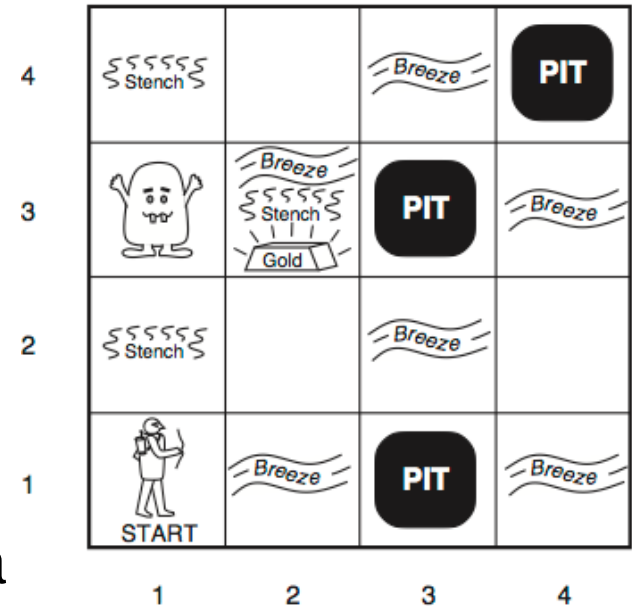 4 Stench Breeze PIT
Breeze
3 Stench PIT Breeze
Gold
2 Stench Breeze
1 Breeze PIT Breeze
START
1 2 3 4